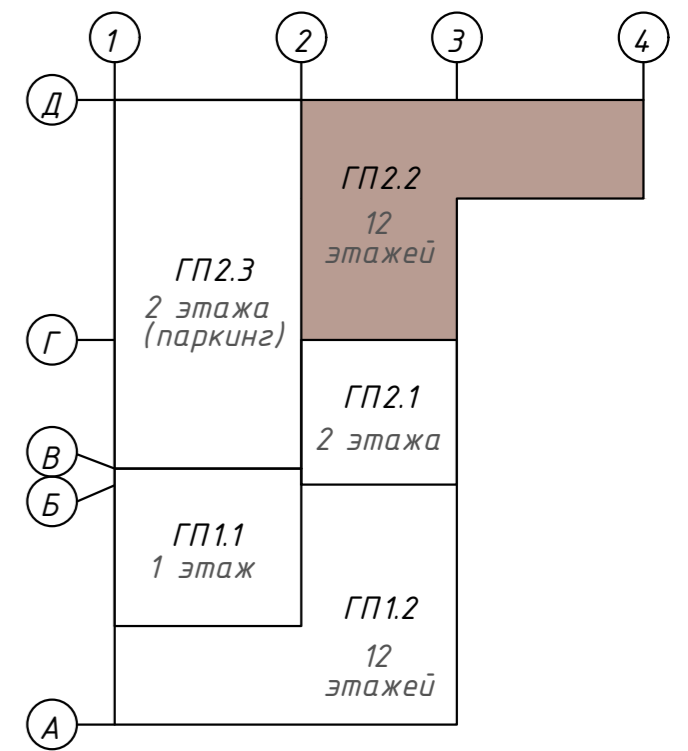 1
2
3
4
Д
ГП2.2
12
этажей
ГП2.3
2 этажа
(паркинг)
Г
ГП2.1
2 этажа
В
Б
ГП1.1
1 этаж
ГП1.2
12
этажей
А